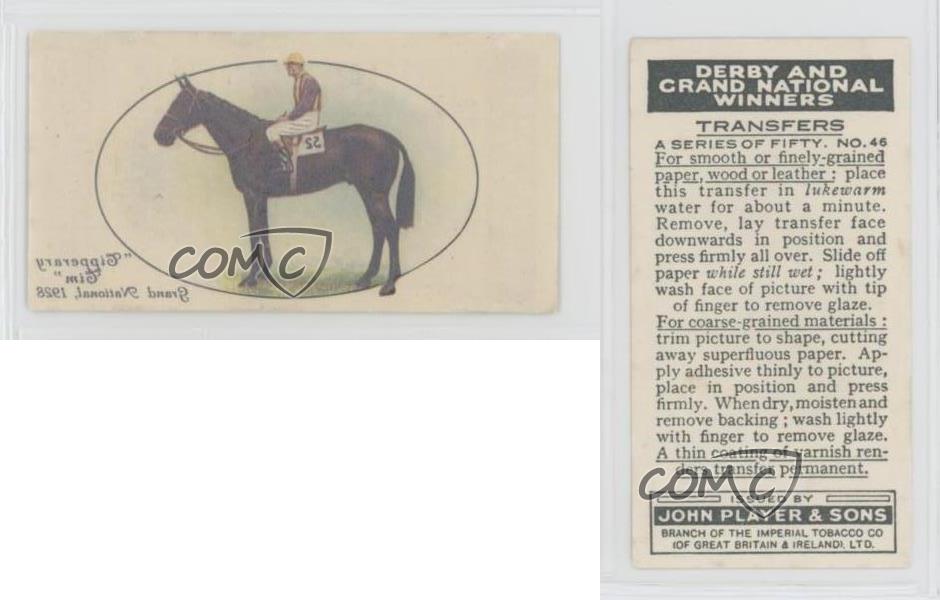 "Tipperary
Tim"
Grand National, 1928
52
COMC
DERBY AND
GRAND NATIONAL
WINNERS
TRANSFERS
A SERIES OF FIFTY. NO. 46
For smooth or finely-grained
paper, wood or leather : place
this transfer in lukewarm
water for about a minute.
Remove, lay transfer face
downwards in position and
press firmly all over. Slide off
paper while still wet ; lightly
wash face of picture with tip
of finger to remove glaze.
For coarse-grained materials :
trim picture to shape, cutting
away superfluous paper. Ap-
ply adhesive thinly to picture,
place in position and press
firmly. When dry, moisten and
remove backing ; wash lightly
with finger to remove glaze.
A thin coating of varnish ren-
ders transfer permanent.
COMC
ISSUED BY
JOHN PLAYER & SONS
BRANCH OF THE IMPERIAL TOBACCO CO
(OF GREAT BRITAIN & IRELAND), LTD.